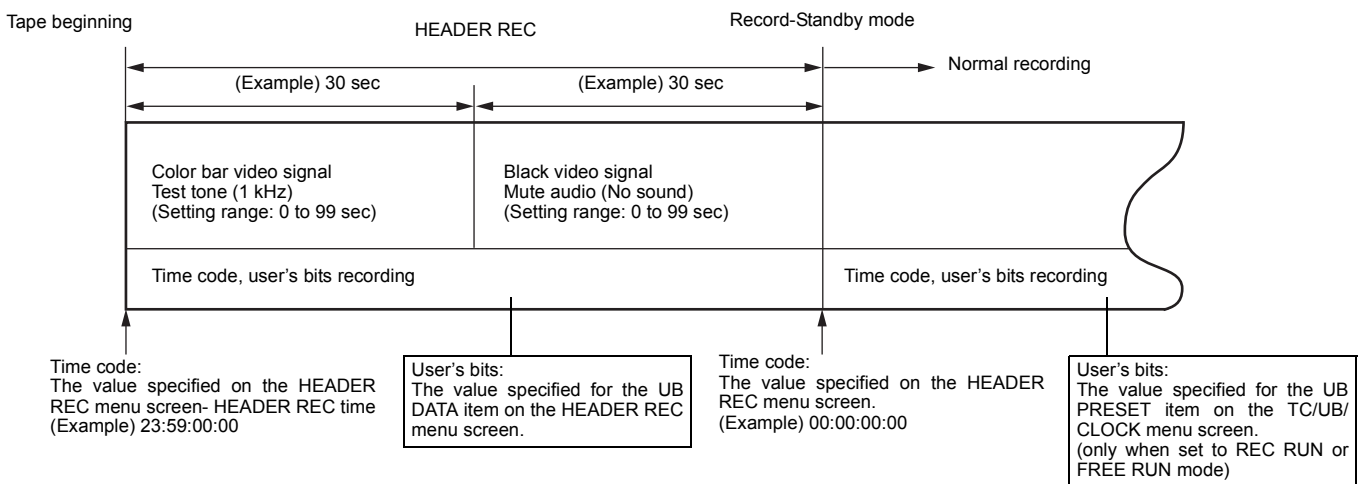 Tape beginning
HEADER REC
Record-Standby mode
Normal recording
(Example) 30 sec
(Example) 30 sec
Color bar video signal
Test tone (1 kHz)
(Setting range: 0 to 99 sec)
Black video signal
Mute audio (No sound)
(Setting range: 0 to 99 sec)
Time code, user's bits recording
Time code, user's bits recording
Time code:
The value specified on the HEADER
REC menu screen- HEADER REC time
(Example) 23:59:00:00
User's bits:
The value specified for the UB
DATA item on the HEADER REC
menu screen.
Time code:
The value specified on the HEADER
REC menu screen.
(Example) 00:00:00:00
User's bits:
The value specified for the UB
PRESET item on the TC/UB/
CLOCK menu screen.
(only when set to REC RUN or
FREE RUN mode)